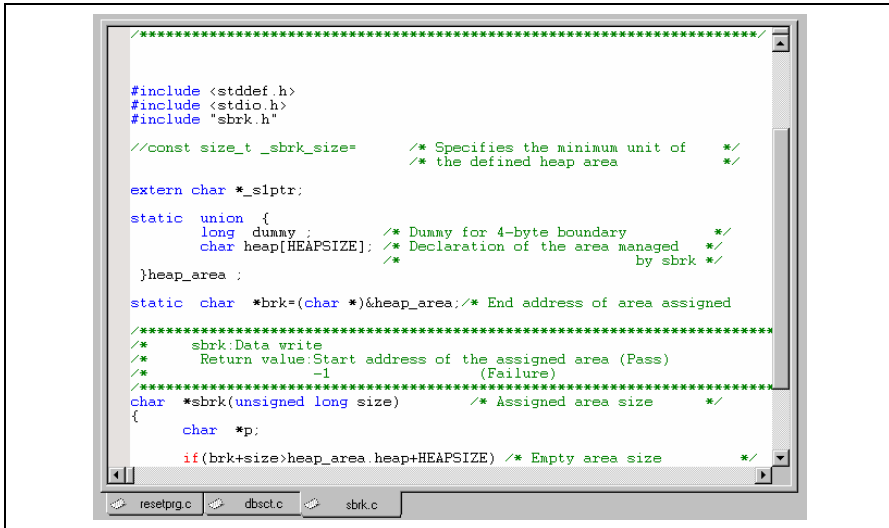 /***********************************************************************/
#include <stddef.h>
#include <stdio.h>
#include "sbrk.h"
//const size_t _sbrk_size=      /* Specifies the minimum unit of    */
                                /* the defined heap area            */
extern char *_s1ptr;
static  union  {
        long  dummy ;        /* Dummy for 4-byte boundary          */
        char heap[HEAPSIZE]; /* Declaration of the area managed   */
                             /*                           by sbrk */
 }heap_area ;
static  char  *brk=(char *)&heap_area;/* End address of area assigned
/*************************************************************************
/*     sbrk:Data write
/*      Return value:Start address of the assigned area (Pass)
/*                   -1                 (Failure)
/*************************************************************************
char  *sbrk(unsigned long size)        /* Assigned area size      */
{
      char  *p;
      if(brk+size>heap_area.heap+HEAPSIZE) /* Empty area size         */
resetprg.c dbsct.c sbrk.c